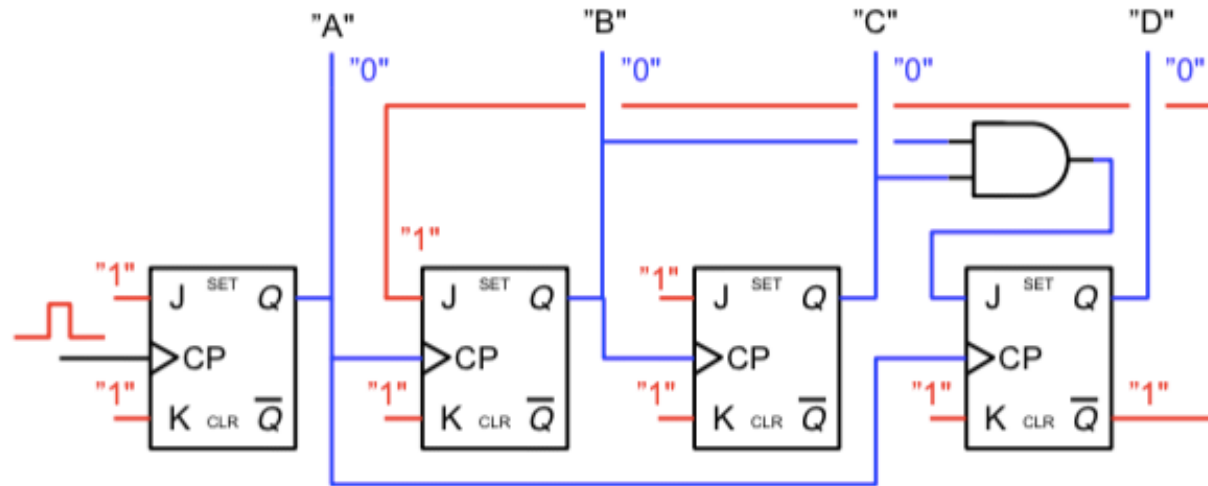 "A" "B" "C" "D"
"0" "0" "0" "0"
"1"
"1" "1"
J SET Q J SET Q J SET Q J SET Q
CP CP CP CP
"1" "1" "1" "1" "1"
K CLR Q̅ K CLR Q̅ K CLR Q̅ K CLR Q̅